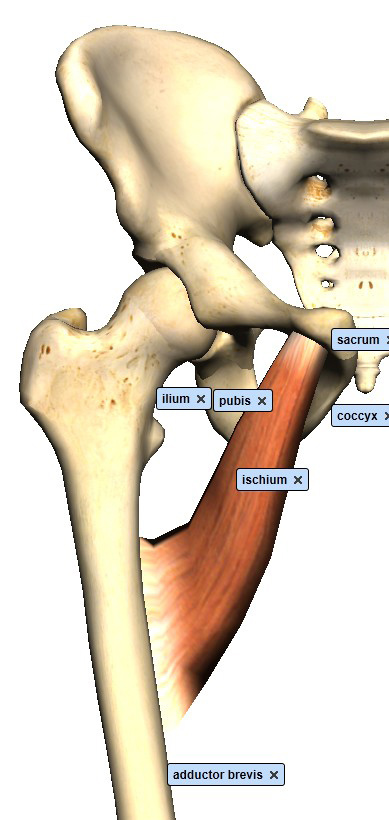 sacrum ×
ilium ×
pubis ×
coccyx ×
ischium ×
adductor brevis ×